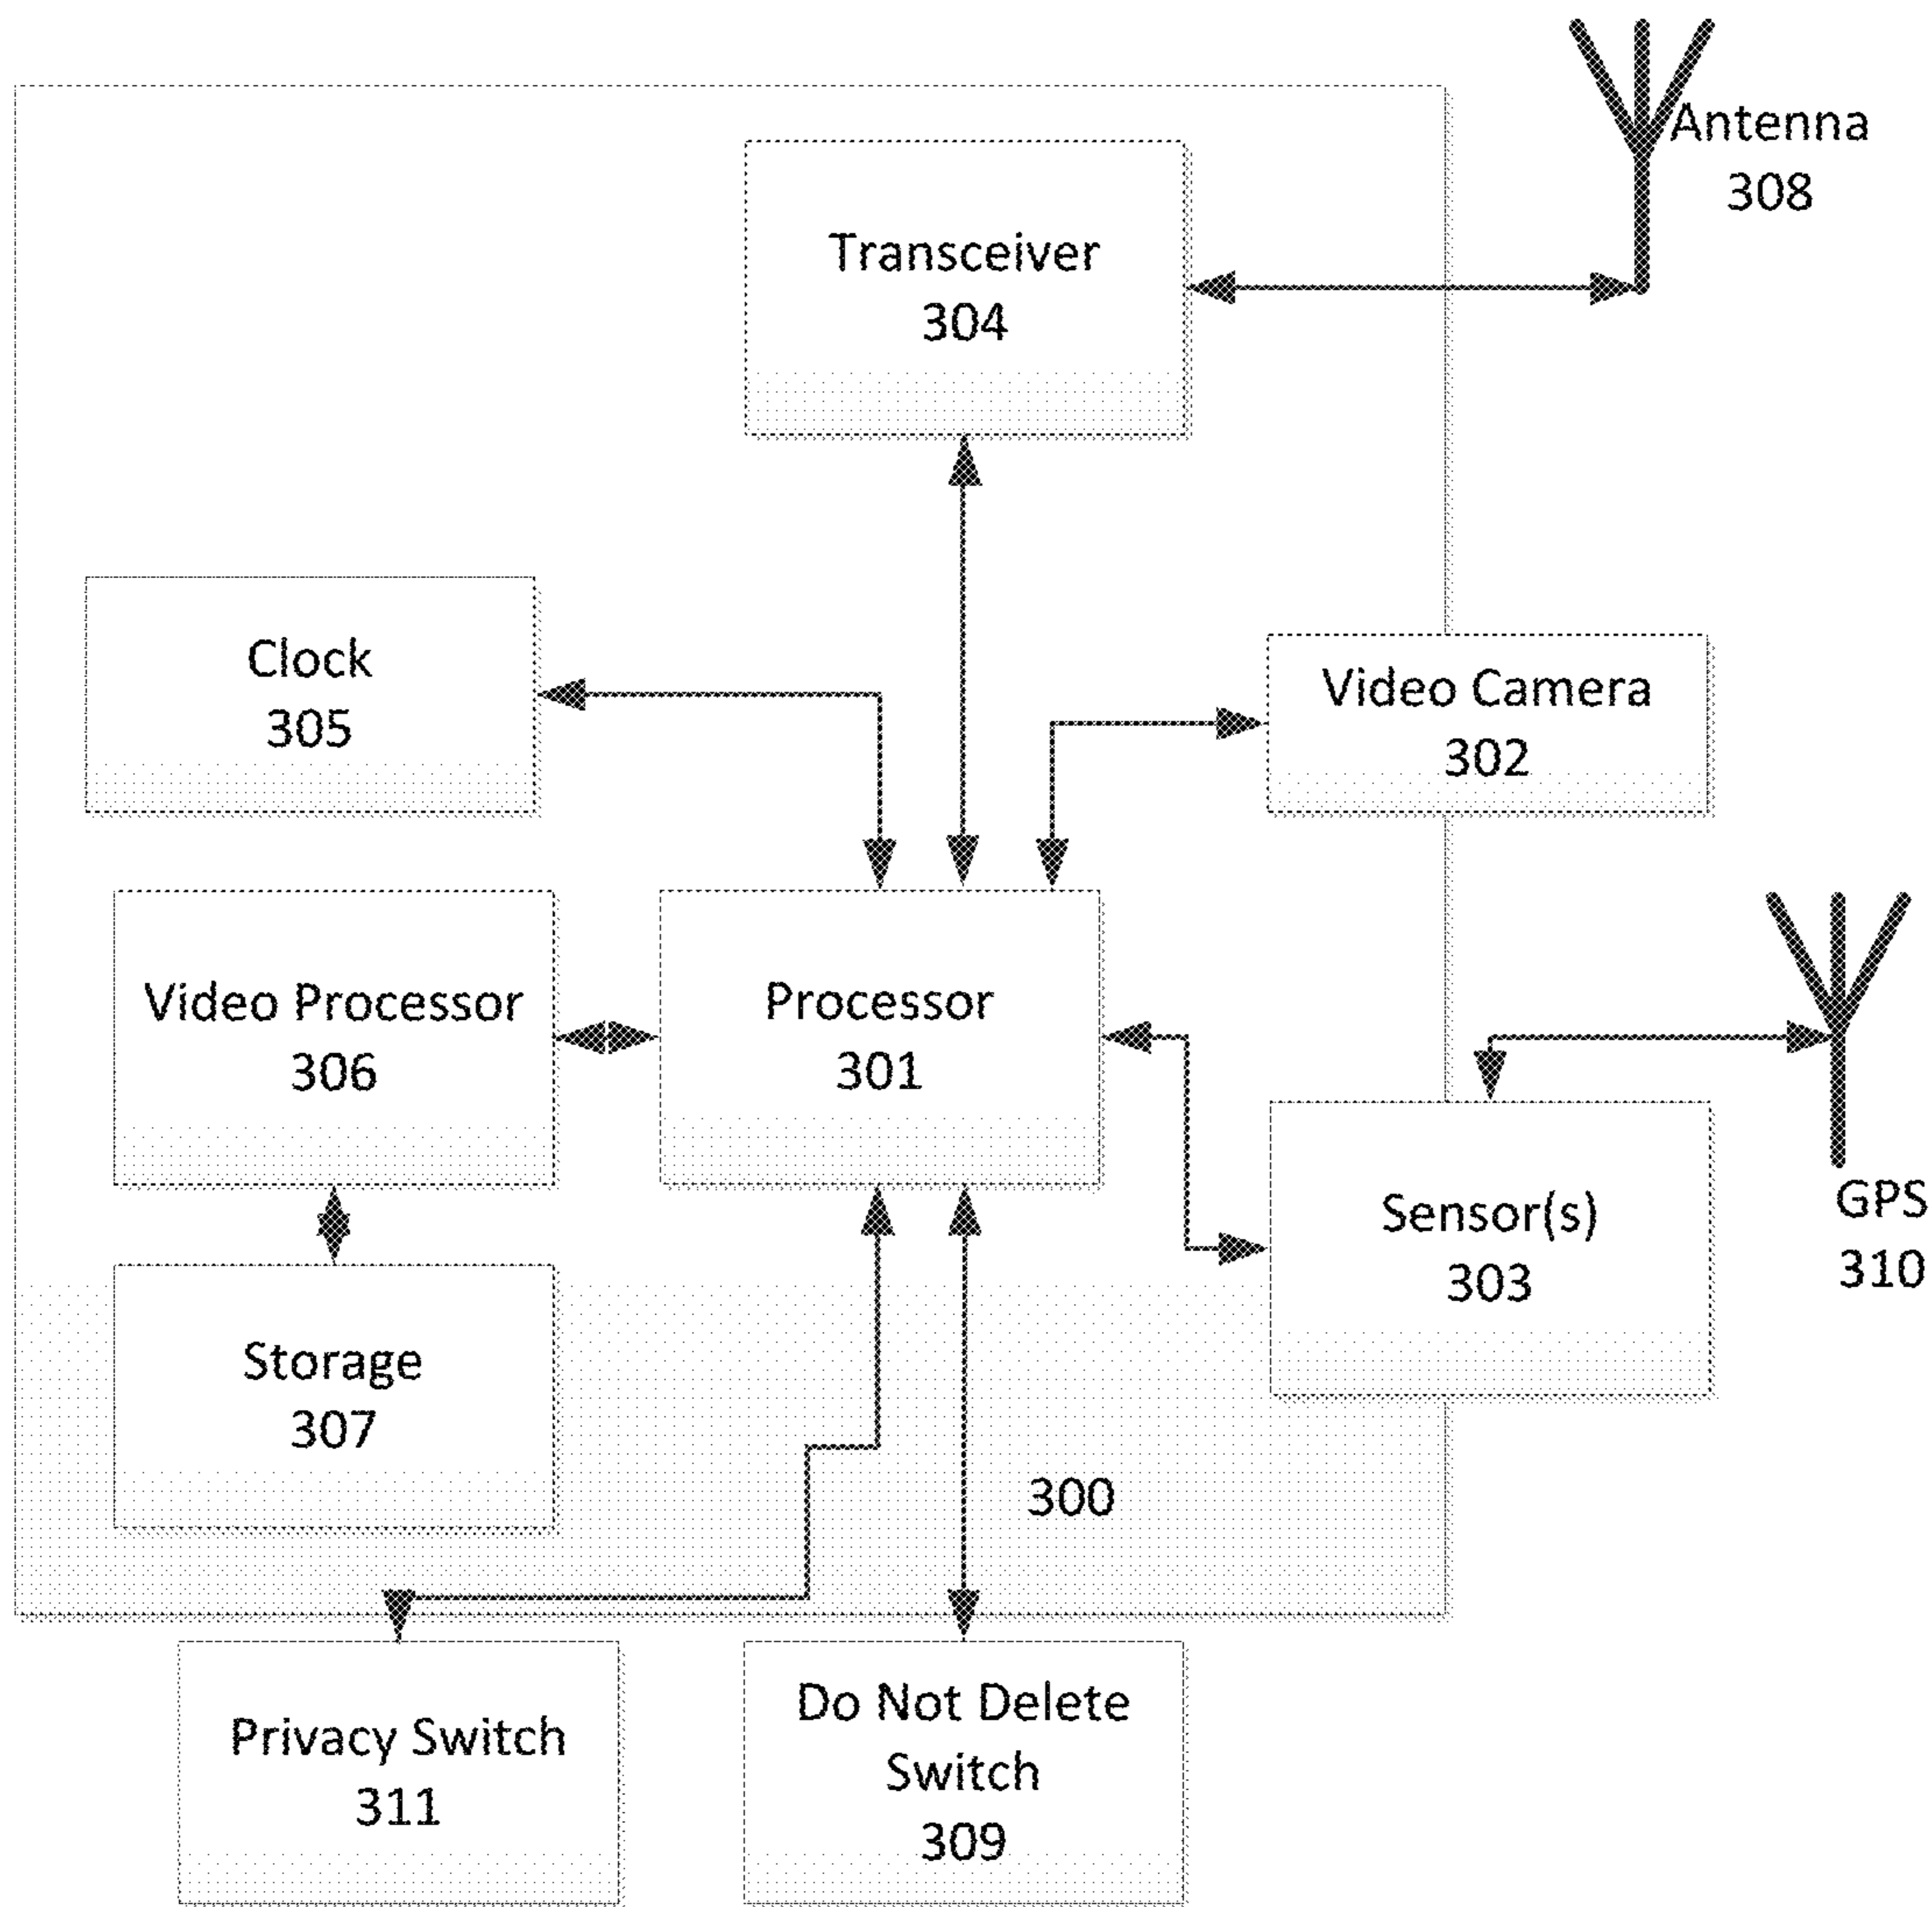 Antenna
308
Transceiver
304
Clock
305
Video Camera
302
Video Processor
306
Processor
301
Sensor(s)
303
GPS
310
Storage
307
300
Privacy Switch
311
Do Not Delete
Switch
309